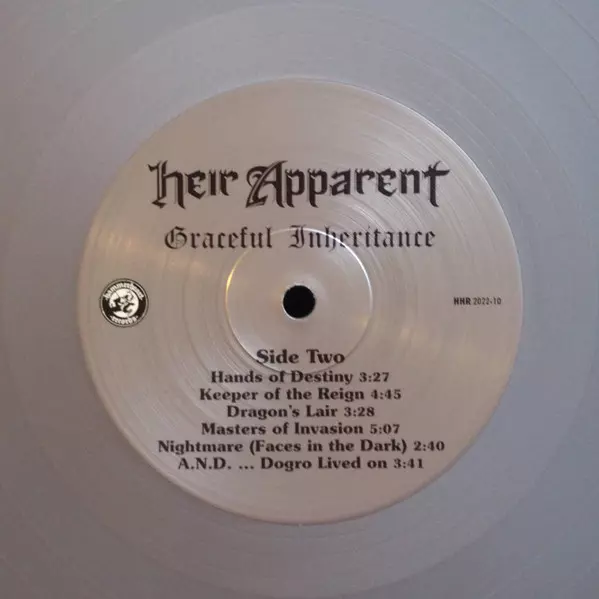 Heir Apparent
Graceful Inheritance
HHR 2022-10
Side Two
Hands of Destiny 3:27
Keeper of the Reign 4:45
Dragon's Lair 3:28
Masters of Invasion 5:07
Nightmare (Faces in the Dark) 2:40
A.N.D. ... Dogro Lived on 3:41